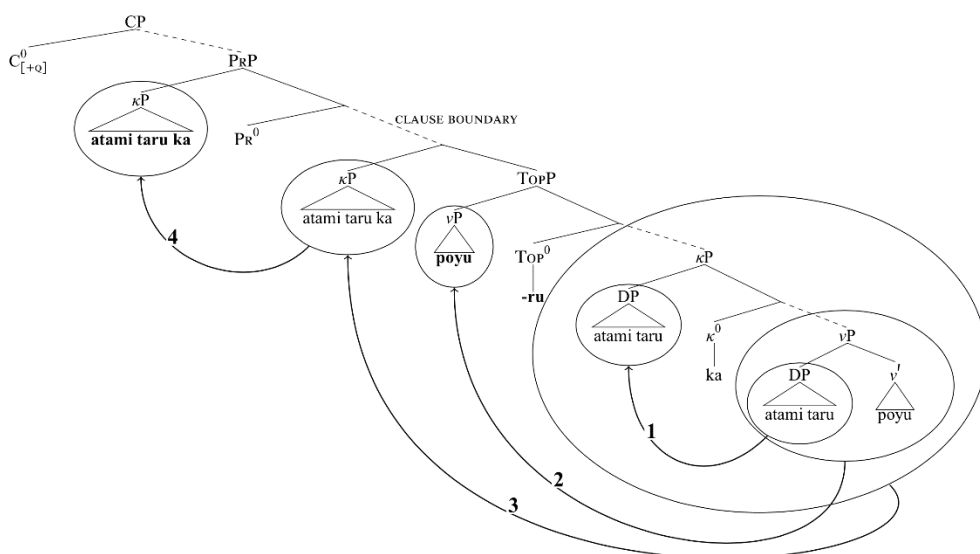 CP
C⁰[+Q]
PRP
κP
atami taru ka
PR⁰
CLAUSE BOUNDARY
κP
atami taru ka
TOPP
vP
poyu
TOP⁰
-ru
κP
DP
atami taru
κ⁰
ka
vP
DP
atami taru
v'
poyu
4
1
2
3